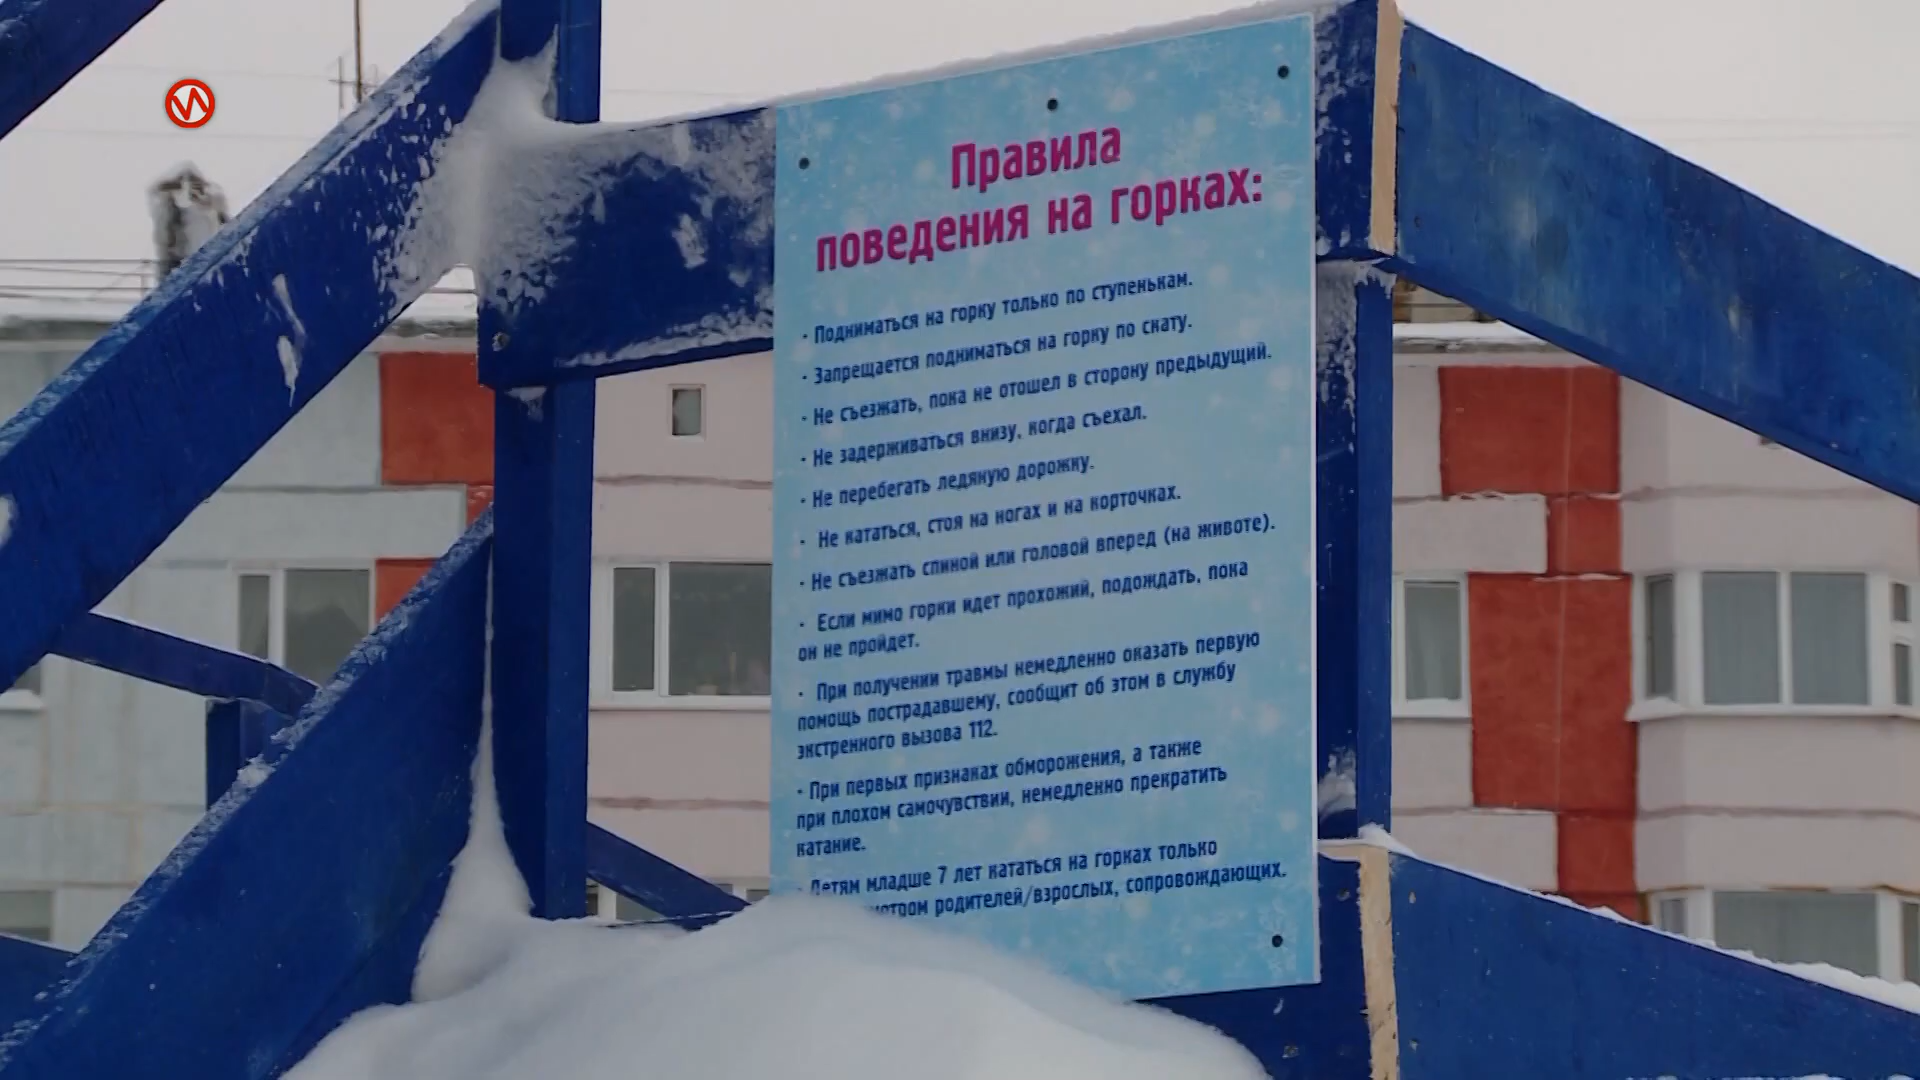 Правила
поведения на горках:
- Подниматься на горку только по ступенькам.
- Запрещается подниматься на горку по скату.
- Не съезжать, пока не отошел в сторону предыдущий.
- Не задерживаться внизу, когда съехал.
- Не перебегать ледяную дорожку.
- Не кататься, стоя на ногах и на корточках.
- Не съезжать спиной или головой вперед (на животе).
- Если мимо горки идет прохожий, подождать, пока
он не пройдет.
- При получении травмы немедленно оказать первую
помощь пострадавшему, сообщит об этом в службу
экстренного вызова 112.
- При первых признаках обморожения, а также
при плохом самочувствии, немедленно прекратить
катание.
- Детям младше 7 лет кататься на горках только
родителей/взрослых, сопровождающих.